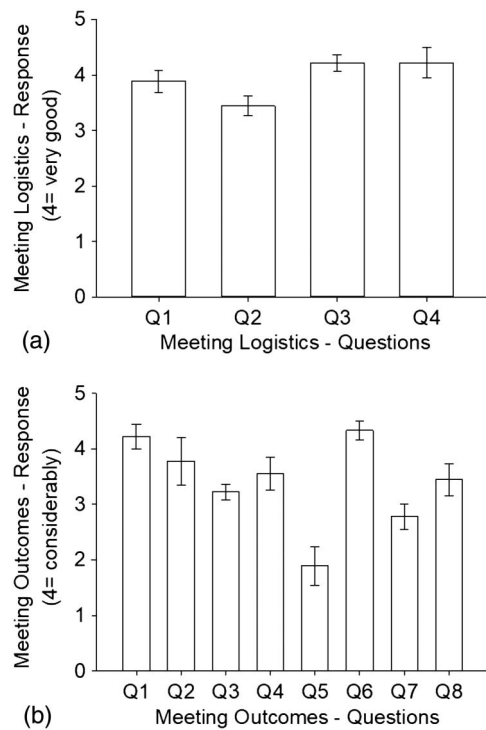 Meeting Logistics - Response
(4= very good)
5
4
3
2
1
0
Q1 Q2 Q3 Q4
(a)
Meeting Logistics - Questions
Meeting Outcomes - Response
(4= considerably)
5
4
3
2
1
0
Q1 Q2 Q3 Q4 Q5 Q6 Q7 Q8
(b)
Meeting Outcomes - Questions